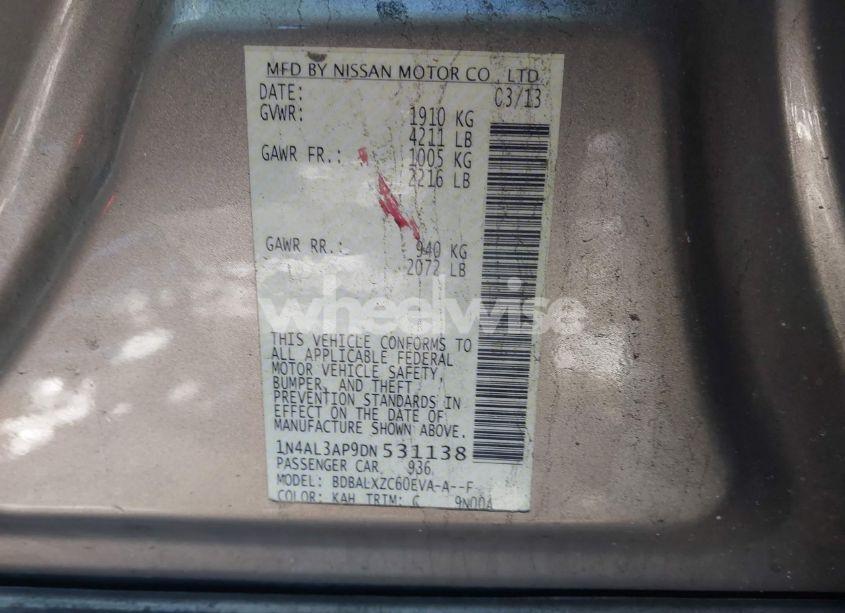 MFD BY NISSAN MOTOR CO., LTD.
DATE: 03/13
GVWR: 1910 KG
4211 LB
GAWR FR.: 1005 KG
2216 LB
GAWR RR.: 940 KG
2072 LB
wheelwise
THIS VEHICLE CONFORMS TO
ALL APPLICABLE FEDERAL
MOTOR VEHICLE SAFETY,
BUMPER, AND THEFT
PREVENTION STANDARDS IN
EFFECT ON THE DATE OF
MANUFACTURE SHOWN ABOVE.
1N4AL3AP9DN531138
PASSENGER CAR 936
MODEL: BDBALXZC60EVA-A--F
COLOR: KAH TRIM: G 9N00A